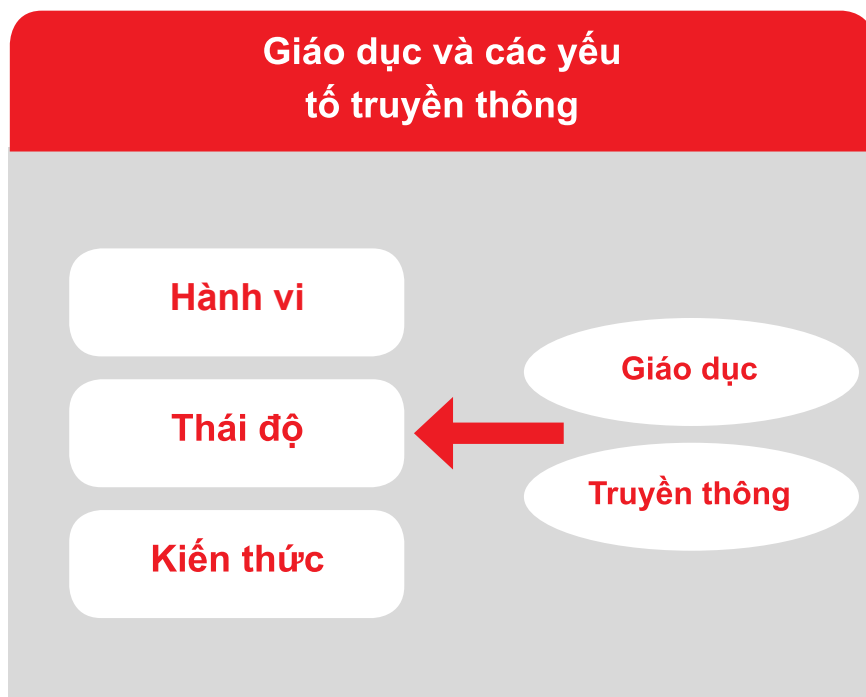 Giáo dục và các yếu
tố truyền thông
Hành vi
Thái độ
Kiến thức
Giáo dục
Truyền thông